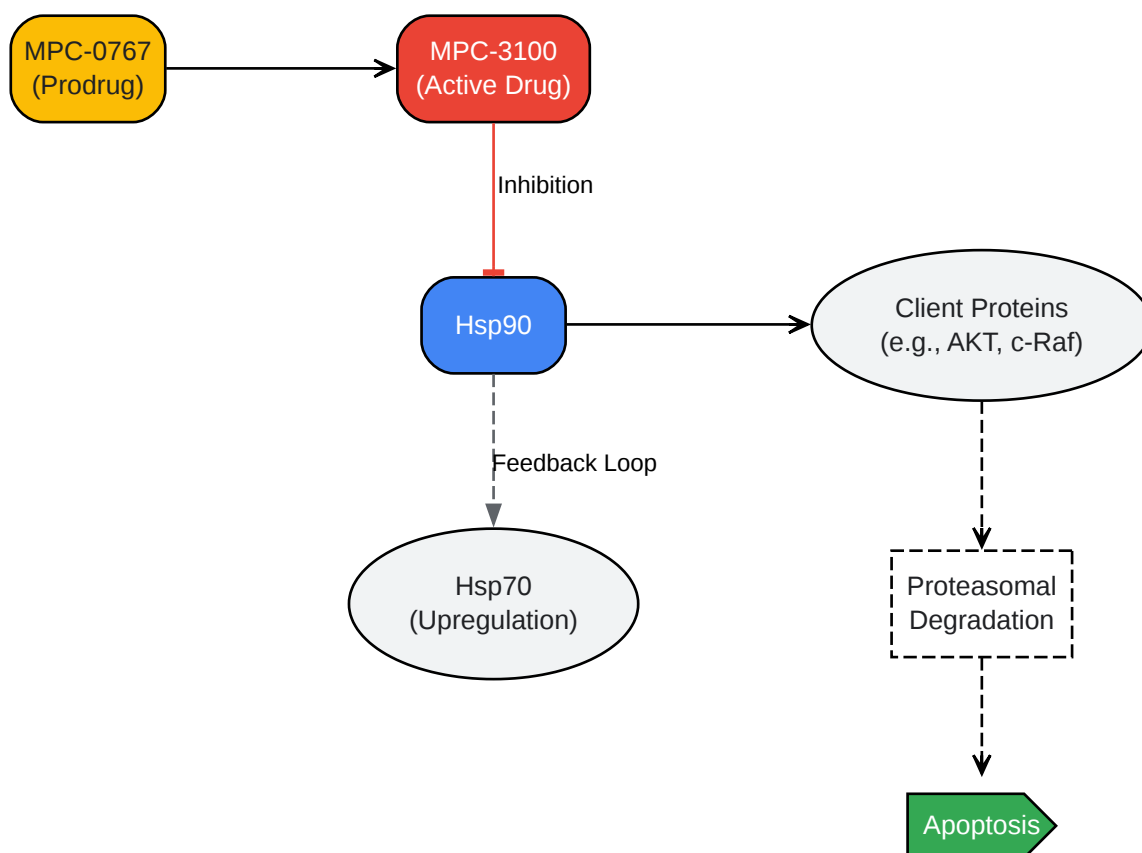 MPC-0767
(Prodrug)
MPC-3100
(Active Drug)
Inhibition
Hsp90
Client Proteins
(e.g., AKT, c-Raf)
Feedback Loop
Hsp70
(Upregulation)
Proteasomal
Degradation
Apoptosis